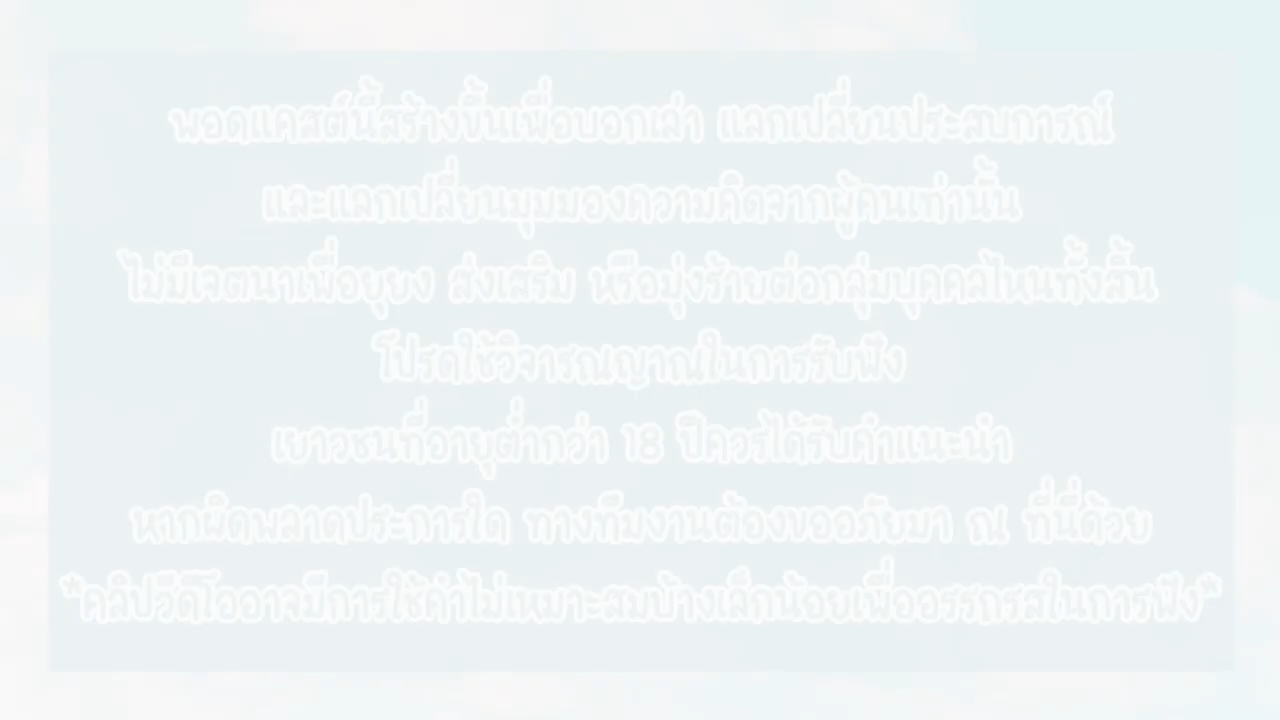 พอดแคสต์นี้สร้างขึ้นเพื่อบอกเล่า แลกเปลี่ยนประสบการณ์
และแลกเปลี่ยนมุมมองความคิดจากผู้คนเท่านั้น
ไม่มีเจตนาเพื่อยุยง ส่งเสริม หรือมุ่งร้ายต่อกลุ่มบุคคลไหนทั้งสิ้น
โปรดใช้วิจารณญาณในการรับฟัง
เยาวชนที่อายุต่ำกว่า 18 ปีควรได้รับคำแนะนำ
หากผิดพลาดประการใด ทางทีมงานต้องขออภัยมา ณ ที่นี่ด้วย
*คลิปวีดีโออาจมีการใช้คำไม่เหมาะสมบ้างเล็กน้อยเพื่ออรรถรสในการฟัง*